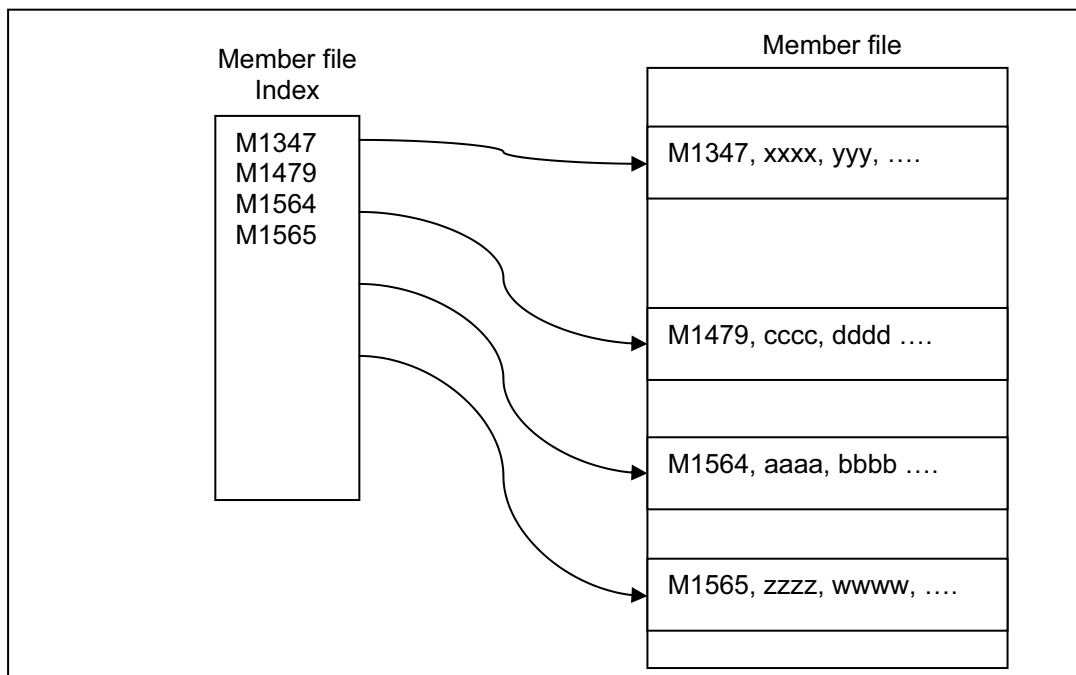 Member file
Index
M1347
M1479
M1564
M1565
Member file
M1347, xxxx, yyy, ….
M1479, cccc, dddd ….
M1564, aaaa, bbbb ….
M1565, zzzz, wwww, ….